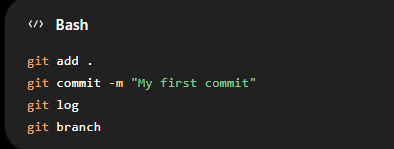 </> Bash
git add .
git commit -m "My first commit"
git log
git branch